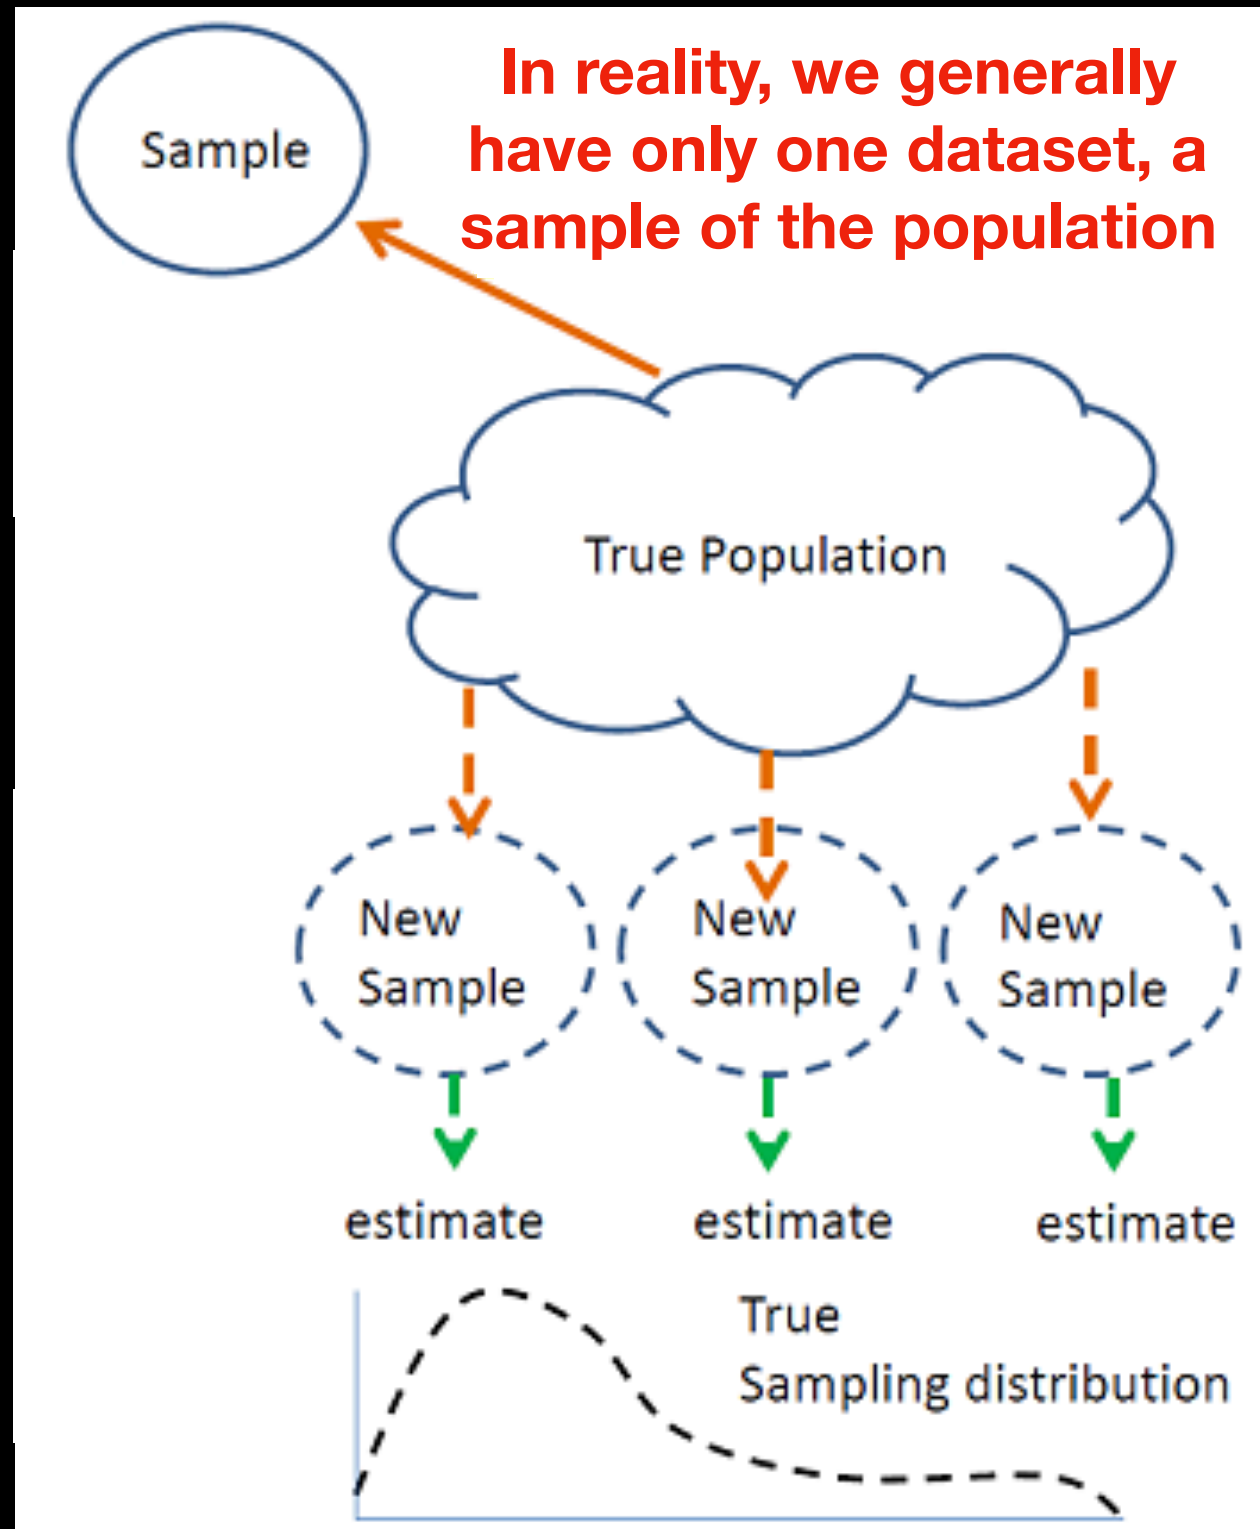 Sample
In reality, we generally
have only one dataset, a
sample of the population
True Population
New
Sample
New
Sample
New
Sample
estimate
estimate
estimate
True
Sampling distribution